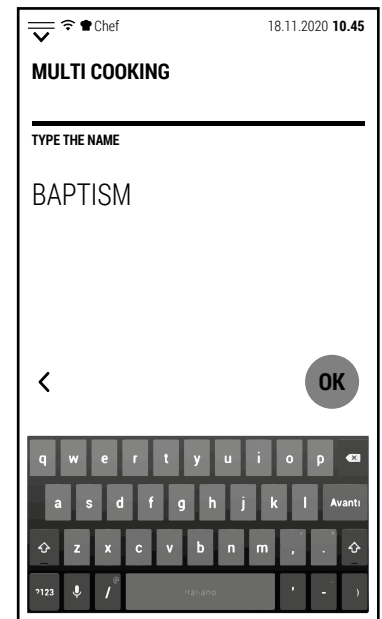 Chef 18.11.2020 10.45
MULTI COOKING
TYPE THE NAME
BAPTISM
< OK
q w e r t y u i o p
a s d f g h j k l Avanti
z x c v b n m , .
?123 / @ italiano ' - )